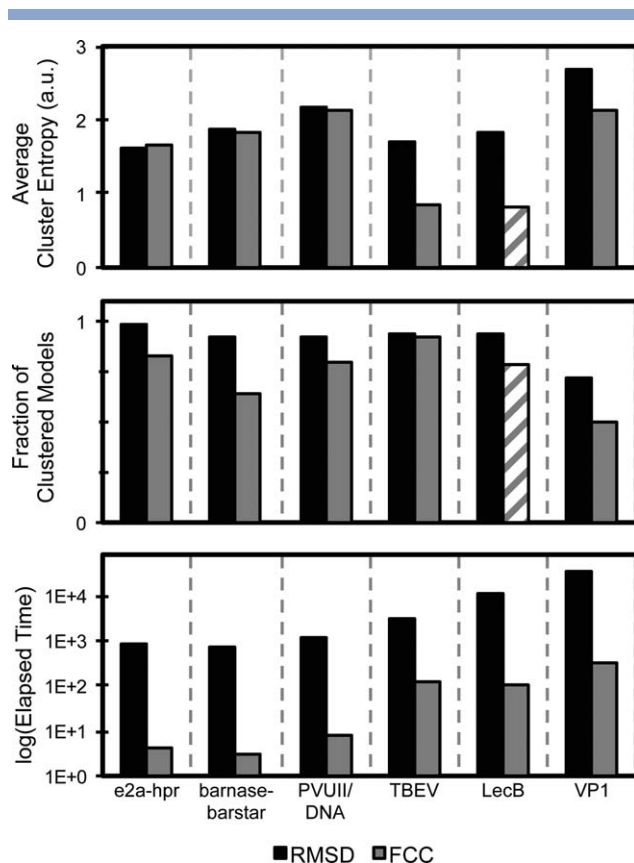 Average
Cluster Entropy (a.u.)
3
2
1
0
Fraction of
Clustered Models
1
0
log(Elapsed Time)
1E+4
1E+3
1E+2
1E+1
1E+0
e2a-hpr
barnase-
barstar
PVUII/
DNA
TBEV
LecB
VP1
RMSD
FCC